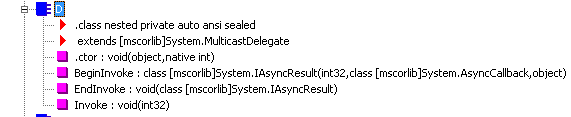 D
.class nested private auto ansi sealed
extends [mscorlib]System.MulticastDelegate
.ctor : void(object,native int)
BeginInvoke : class [mscorlib]System.IAsyncResult(int32,class [mscorlib]System.AsyncCallback,object)
EndInvoke : void(class [mscorlib]System.IAsyncResult)
Invoke : void(int32)